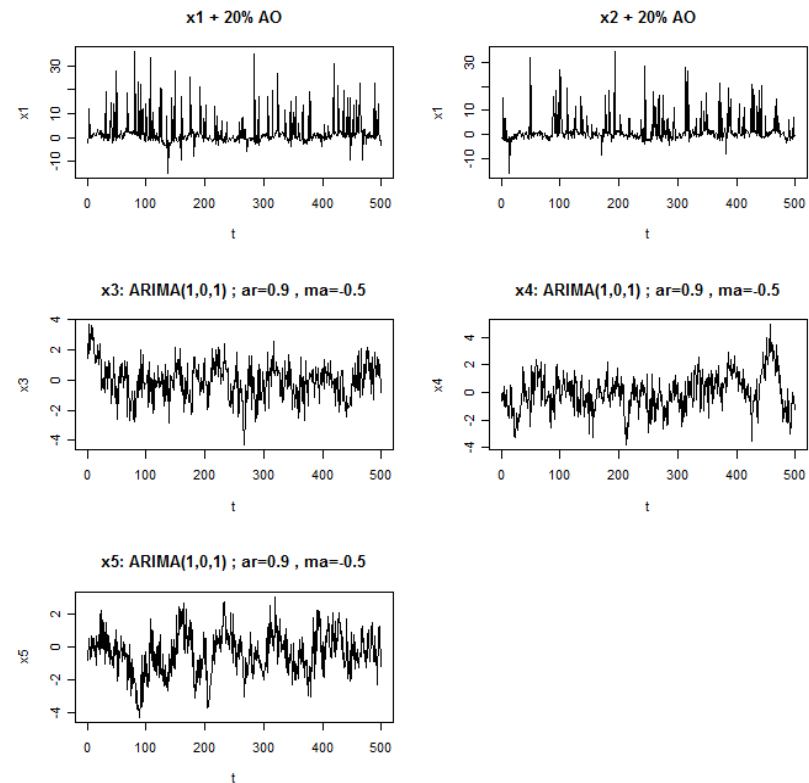 x1 + 20% AO
x1
-10 0 10 30
0 100 200 300 400 500
t
x2 + 20% AO
x1
-10 0 10 30
0 100 200 300 400 500
t
x3: ARIMA(1,0,1) ; ar=0.9 , ma=-0.5
x3
-4 -2 0 2 4
0 100 200 300 400 500
t
x4: ARIMA(1,0,1) ; ar=0.9 , ma=-0.5
x4
-4 -2 0 2 4
0 100 200 300 400 500
t
x5: ARIMA(1,0,1) ; ar=0.9 , ma=-0.5
x5
-4 -2 0 2
0 100 200 300 400 500
t